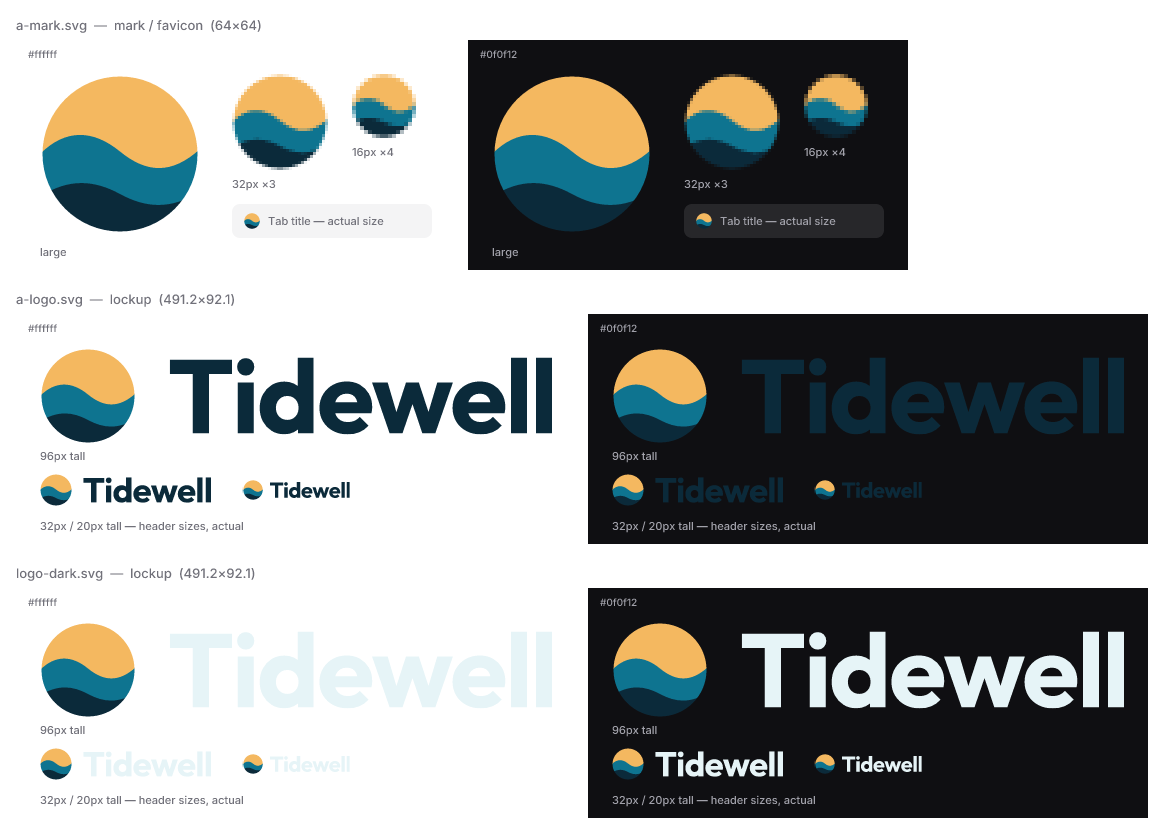 a-mark.svg — mark / favicon (64×64)
#ffffff
32px ×3
16px ×4
Tab title — actual size
large
#0f0f12
32px ×3
16px ×4
Tab title — actual size
large
a-logo.svg — lockup (491.2×92.1)
#ffffff
Tidewell
96px tall
Tidewell
Tidewell
32px / 20px tall — header sizes, actual
#0f0f12
Tidewell
96px tall
Tidewell
Tidewell
32px / 20px tall — header sizes, actual
logo-dark.svg — lockup (491.2×92.1)
#ffffff
Tidewell
96px tall
Tidewell
Tidewell
32px / 20px tall — header sizes, actual
#0f0f12
Tidewell
96px tall
Tidewell
Tidewell
32px / 20px tall — header sizes, actual